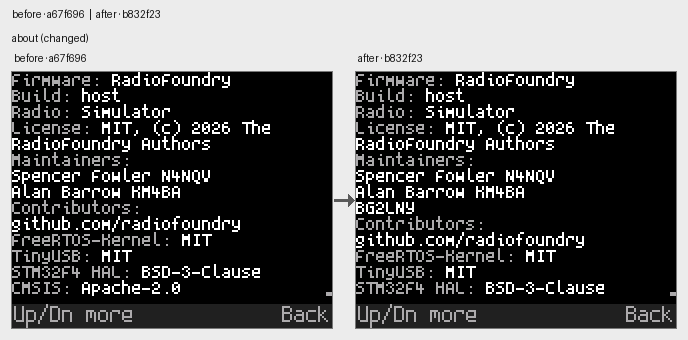 before·a67f696 | after·b832f23
about (changed)
before·a67f696
Firmware: RadioFoundry
Build: host
Radio: Simulator
License: MIT, (c) 2026 The
RadioFoundry Authors
Maintainers:
Spencer Fowler N4NQV
Alan Barrow KM4BA
Contributors:
github.com/radiofoundry
FreeRTOS-Kernel: MIT
TinyUSB: MIT
STM32F4 HAL: BSD-3-Clause
CMSIS: Apache-2.0
Up/Dn more
Back
after·b832f23
Firmware: RadioFoundry
Build: host
Radio: Simulator
License: MIT, (c) 2026 The
RadioFoundry Authors
Maintainers:
Spencer Fowler N4NQV
Alan Barrow KM4BA
BG2LNY
Contributors:
github.com/radiofoundry
FreeRTOS-Kernel: MIT
TinyUSB: MIT
STM32F4 HAL: BSD-3-Clause
Up/Dn more
Back